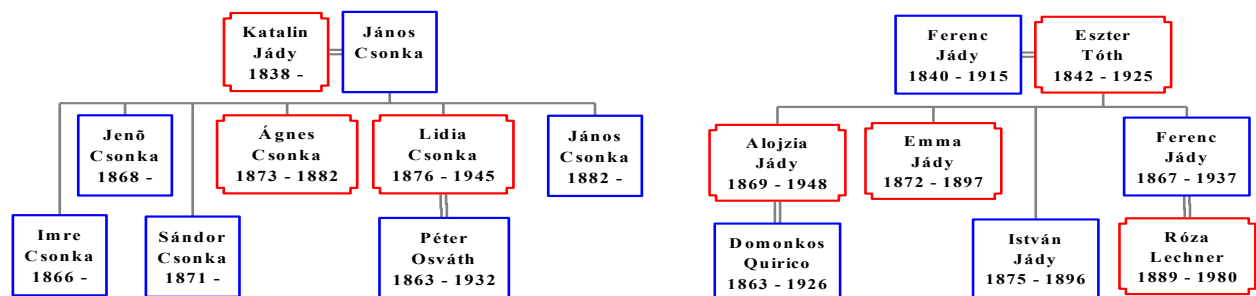 Katalin
Jády
1838 -
János
Csonka
Ferenc
Jády
1840 - 1915
Eszter
Tóth
1842 - 1925
Jenõ
Csonka
1868 -
Ágnes
Csonka
1873 - 1882
Lidia
Csonka
1876 - 1945
János
Csonka
1882 -
Alojzia
Jády
1869 - 1948
Emma
Jády
1872 - 1897
Ferenc
Jády
1867 - 1937
Imre
Csonka
1866 -
Sándor
Csonka
1871 -
Péter
Osváth
1863 - 1932
Domonkos
Quirico
1863 - 1926
István
Jády
1875 - 1896
Róza
Lechner
1889 - 1980